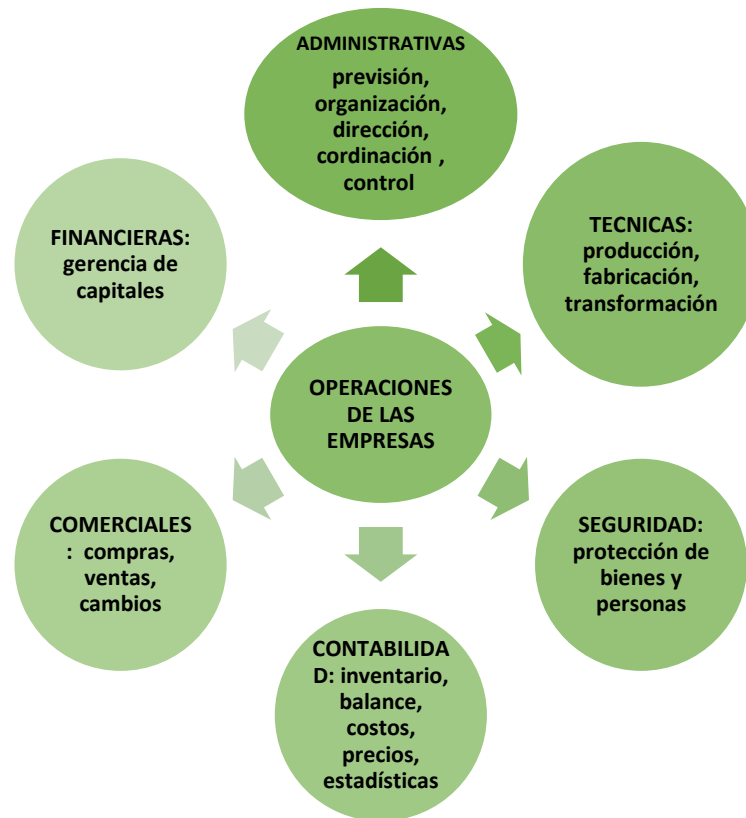 ADMINISTRATIVAS
previsión,
organización,
dirección,
cordinación ,
control
TECNICAS:
producción,
fabricación,
transformación
SEGURIDAD:
protección de
bienes y
personas
CONTABILIDA
D: inventario,
balance,
costos,
precios,
estadísticas
COMERCIALES
: compras,
ventas,
cambios
FINANCIERAS:
gerencia de
capitales
OPERACIONES
DE LAS
EMPRESAS